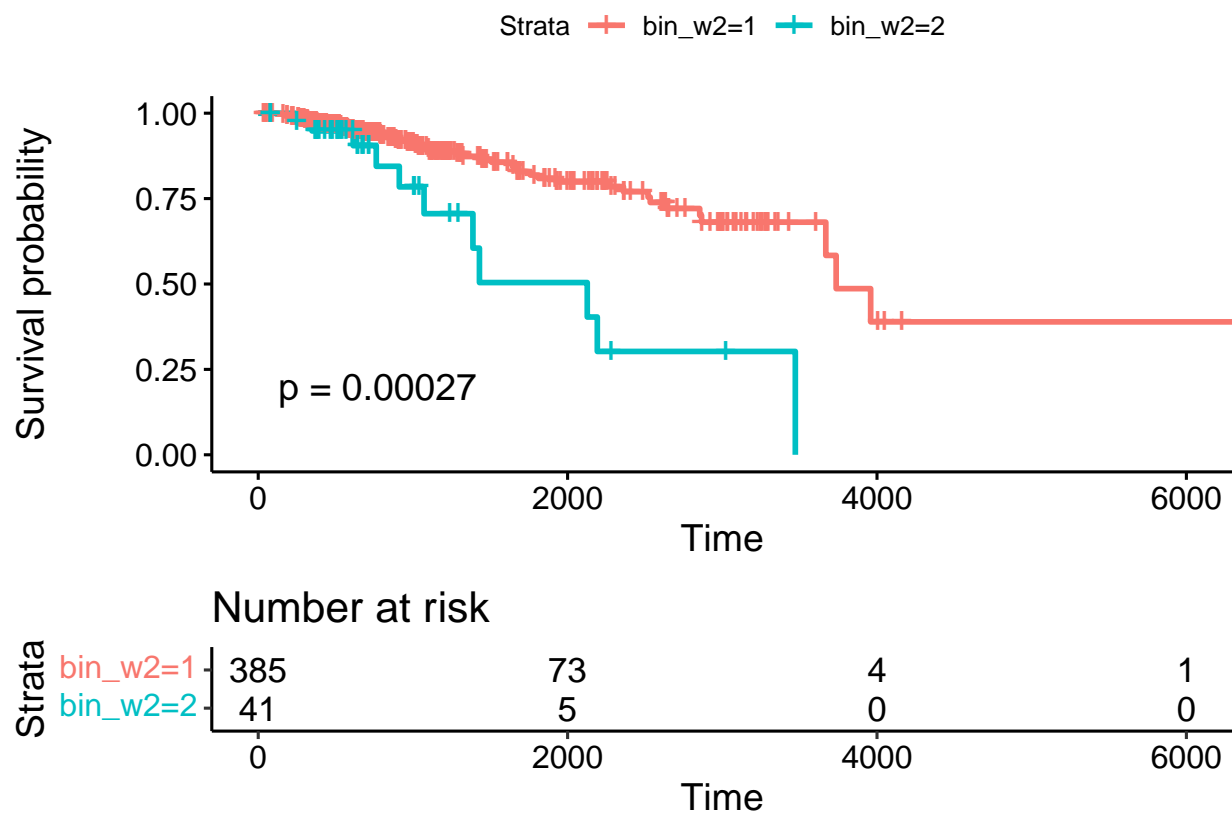 Strata bin_w2=1 bin_w2=2
Survival probability
1.00
0.75
0.50
0.25
0.00
p = 0.00027
0 2000 4000 6000
Time
Number at risk
Strata
bin_w2=1 385 73 4 1
bin_w2=2 41 5 0 0
0 2000 4000 6000
Time